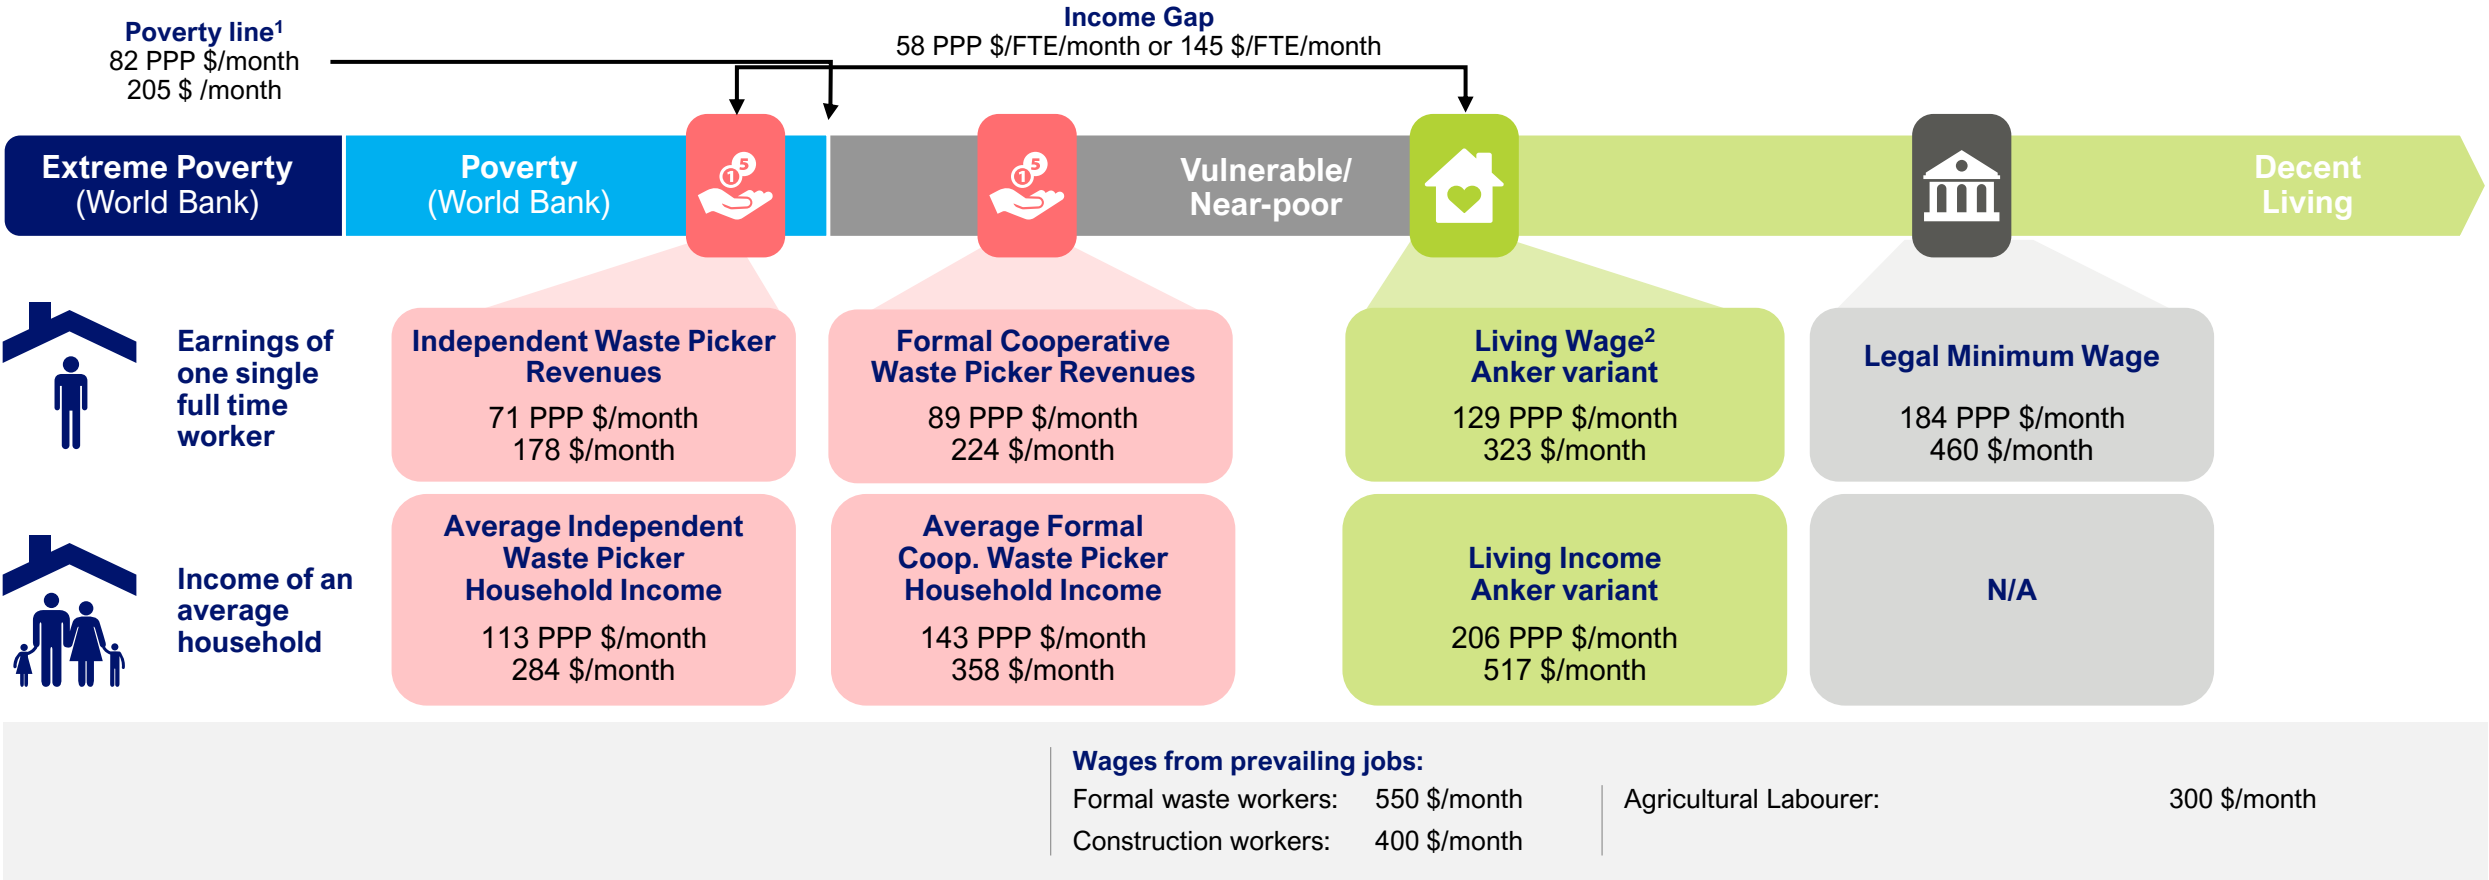 Poverty line1
82 PPP $/month
205 $ /month
Income Gap
58 PPP $/FTE/month or 145 $/FTE/month
Extreme Poverty
(World Bank)
Poverty
(World Bank)
1 5
1 5
Vulnerable/
Near-poor
Decent
Living
Earnings of
one single
full time
worker
Independent Waste Picker
Revenues
71 PPP $/month
178 $/month
Formal Cooperative
Waste Picker Revenues
89 PPP $/month
224 $/month
Living Wage2
Anker variant
129 PPP $/month
323 $/month
Legal Minimum Wage
184 PPP $/month
460 $/month
Income of an
average
household
Average Independent
Waste Picker
Household Income
113 PPP $/month
284 $/month
Average Formal
Coop. Waste Picker
Household Income
143 PPP $/month
358 $/month
Living Income
Anker variant
206 PPP $/month
517 $/month
N/A
Wages from prevailing jobs:
Formal waste workers: 550 $/month
Construction workers: 400 $/month
Agricultural Labourer: 300 $/month